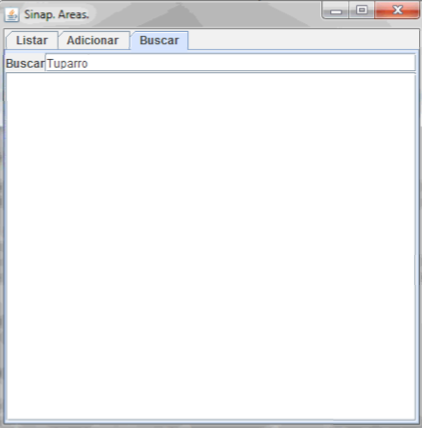 Sinap. Areas.
Listar Adicionar Buscar
Buscar Tuparro